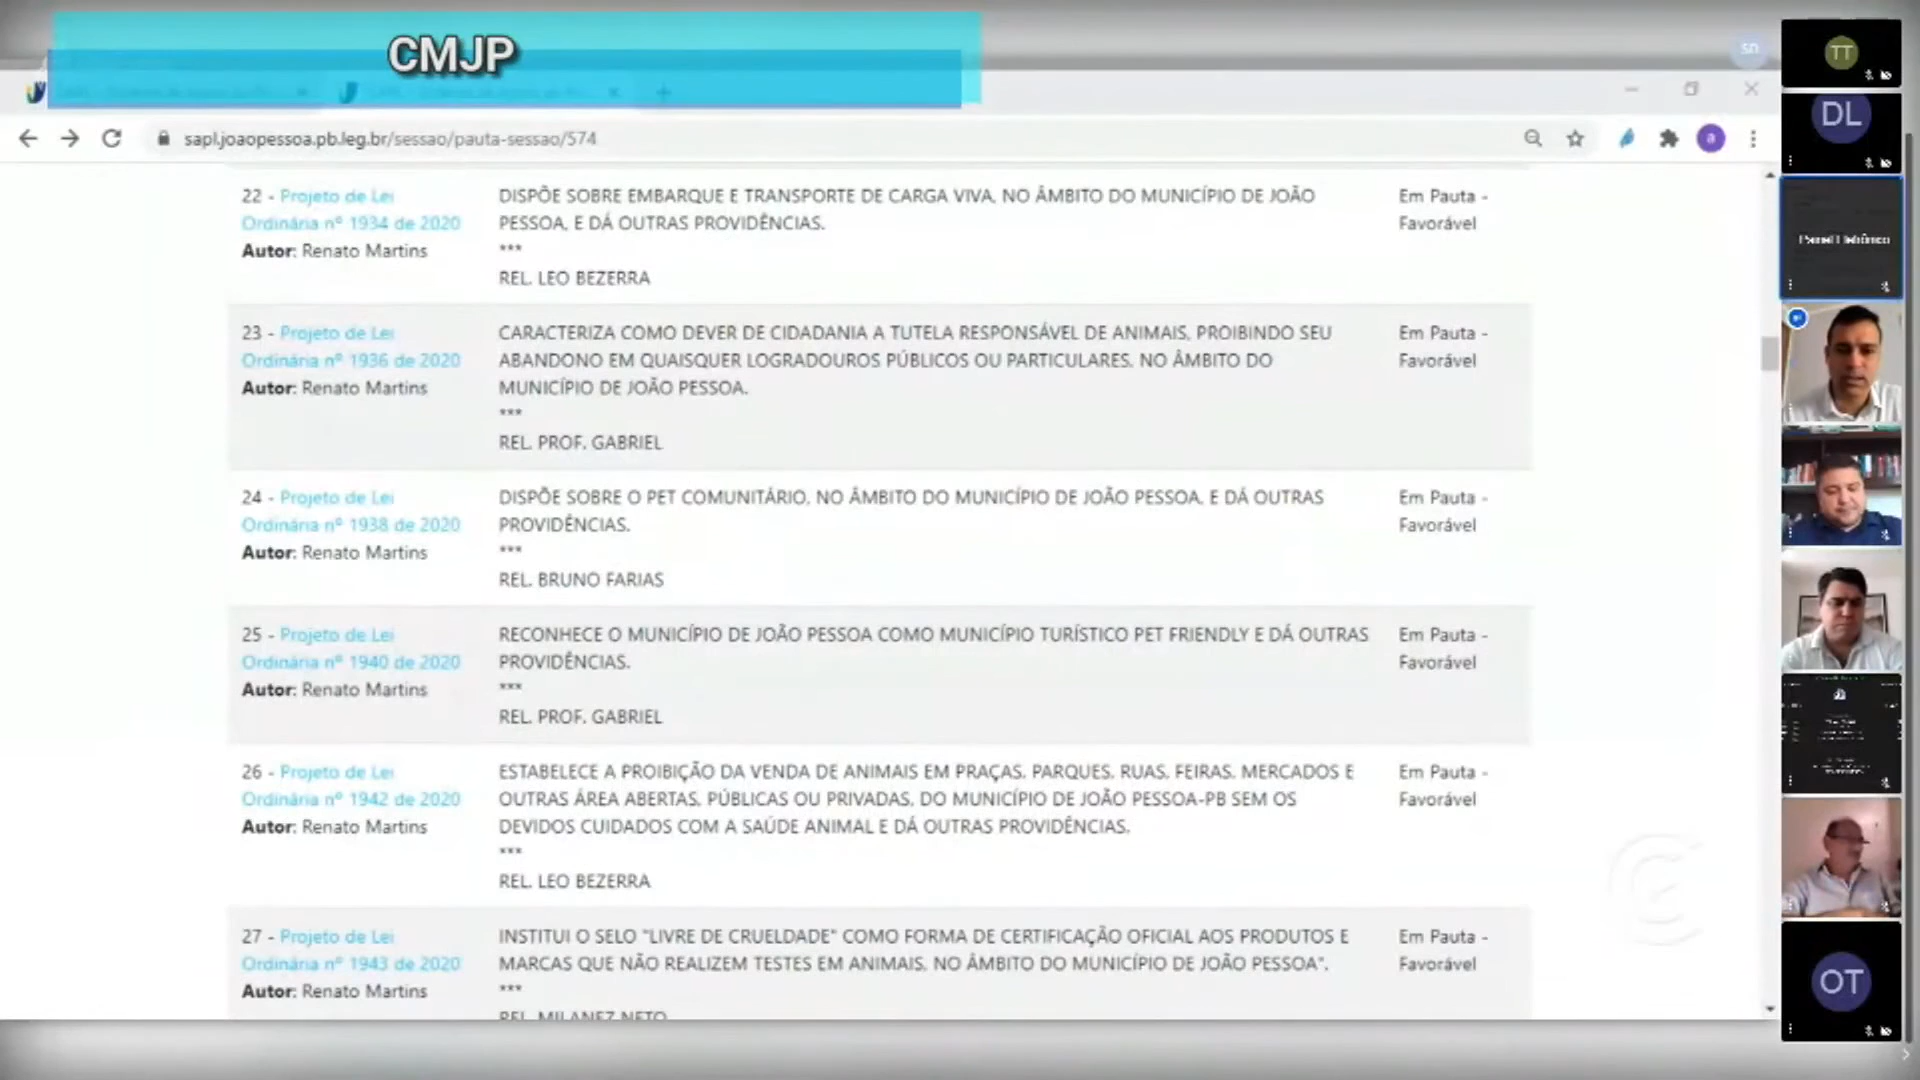 CMJP
SD
sapl.joaopessoa.pb.leg.br/sessao/pauta-sessao/574
a
22 - Projeto de Lei
Ordinária nº 1934 de 2020
Autor: Renato Martins
DISPÕE SOBRE EMBARQUE E TRANSPORTE DE CARGA VIVA, NO ÂMBITO DO MUNICÍPIO DE JOÃO
PESSOA, E DÁ OUTRAS PROVIDÊNCIAS.
***
REL. LEO BEZERRA
Em Pauta -
Favorável
23 - Projeto de Lei
Ordinária nº 1936 de 2020
Autor: Renato Martins
CARACTERIZA COMO DEVER DE CIDADANIA A TUTELA RESPONSÁVEL DE ANIMAIS, PROIBINDO SEU
ABANDONO EM QUAISQUER LOGRADOUROS PÚBLICOS OU PARTICULARES, NO ÂMBITO DO
MUNICÍPIO DE JOÃO PESSOA.
***
REL. PROF. GABRIEL
Em Pauta -
Favorável
24 - Projeto de Lei
Ordinária nº 1938 de 2020
Autor: Renato Martins
DISPÕE SOBRE O PET COMUNITÁRIO, NO ÂMBITO DO MUNICÍPIO DE JOÃO PESSOA, E DÁ OUTRAS
PROVIDÊNCIAS.
***
REL. BRUNO FARIAS
Em Pauta -
Favorável
25 - Projeto de Lei
Ordinária nº 1940 de 2020
Autor: Renato Martins
RECONHECE O MUNICÍPIO DE JOÃO PESSOA COMO MUNICÍPIO TURÍSTICO PET FRIENDLY E DÁ OUTRAS
PROVIDÊNCIAS.
***
REL. PROF. GABRIEL
Em Pauta -
Favorável
26 - Projeto de Lei
Ordinária nº 1942 de 2020
Autor: Renato Martins
ESTABELECE A PROIBIÇÃO DA VENDA DE ANIMAIS EM PRAÇAS, PARQUES, RUAS, FEIRAS, MERCADOS E
OUTRAS ÁREA ABERTAS, PÚBLICAS OU PRIVADAS, DO MUNICÍPIO DE JOÃO PESSOA-PB SEM OS
DEVIDOS CUIDADOS COM A SAÚDE ANIMAL E DÁ OUTRAS PROVIDÊNCIAS.
***
REL. LEO BEZERRA
Em Pauta -
Favorável
27 - Projeto de Lei
Ordinária nº 1943 de 2020
Autor: Renato Martins
INSTITUI O SELO "LIVRE DE CRUELDADE" COMO FORMA DE CERTIFICAÇÃO OFICIAL AOS PRODUTOS E
MARCAS QUE NÃO REALIZEM TESTES EM ANIMAIS, NO ÂMBITO DO MUNICÍPIO DE JOÃO PESSOA".
***
REL. MILANEZ NETO
Em Pauta -
Favorável
TT
DL
Painel Eletrônico
OT